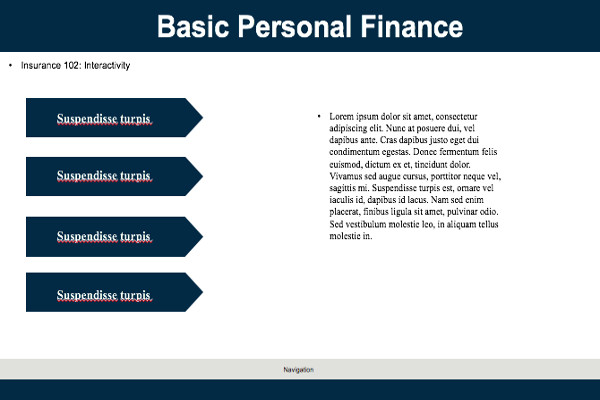 Basic Personal Finance
• Insurance 102: Interactivity
Suspendisse turpis
Suspendisse turpis
Suspendisse turpis
Suspendisse turpis
• Lorem ipsum dolor sit amet, consectetur
adipiscing elit. Nunc at posuere dui, vel
dapibus ante. Cras dapibus justo eget dui
condimentum egestas. Donec fermentum felis
euismod, dictum ex et, tincidunt dolor.
Vivamus sed augue cursus, porttitor neque vel,
sagittis mi. Suspendisse turpis est, ornare vel
iaculis id, dapibus id lacus. Nam sed enim
placerat, finibus ligula sit amet, pulvinar odio.
Sed vestibulum molestie leo, in aliquam tellus
molestie in.
Navigation